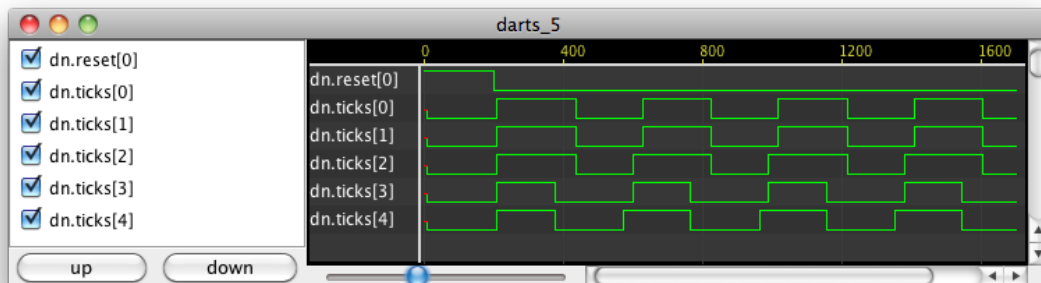 darts_5
dn.reset[0]
dn.ticks[0]
dn.ticks[1]
dn.ticks[2]
dn.ticks[3]
dn.ticks[4]
up down
0 400 800 1200 1600
dn.reset[0]
dn.ticks[0]
dn.ticks[1]
dn.ticks[2]
dn.ticks[3]
dn.ticks[4]